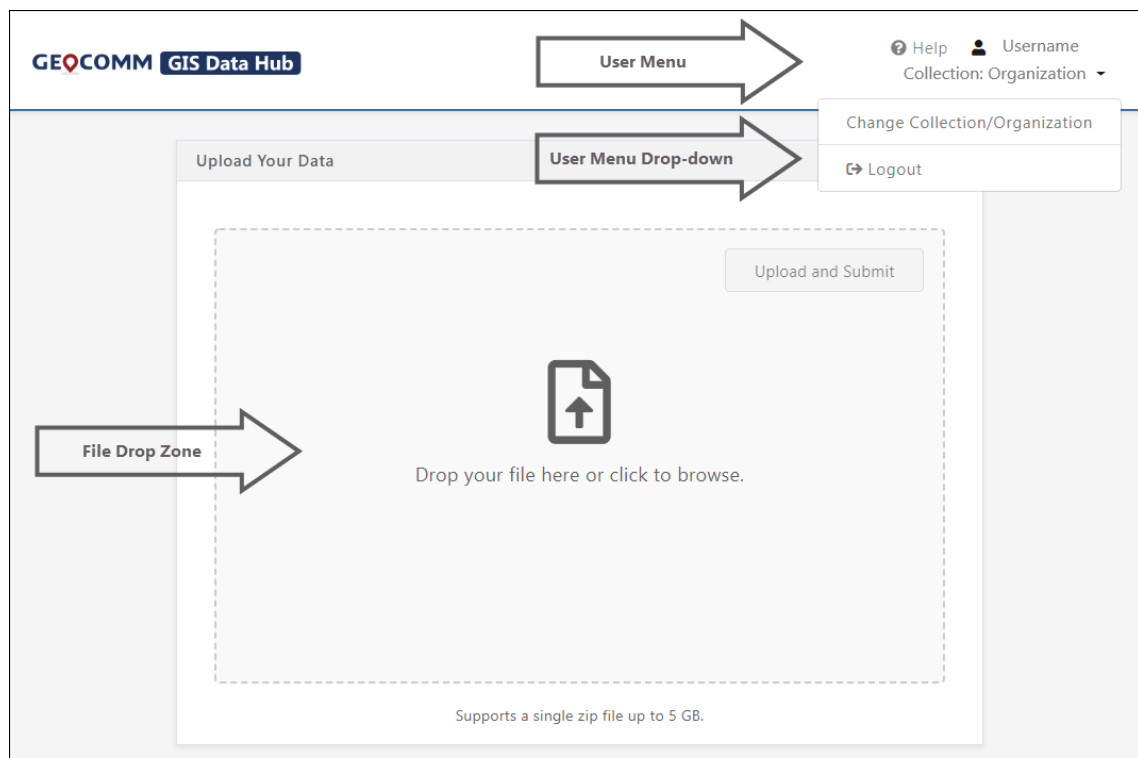 GEOCOMM GIS Data Hub
User Menu
Help Username
Collection: Organization
Change Collection/Organization
Logout
User Menu Drop-down
Upload Your Data
Upload and Submit
File Drop Zone
Drop your file here or click to browse.
Supports a single zip file up to 5 GB.